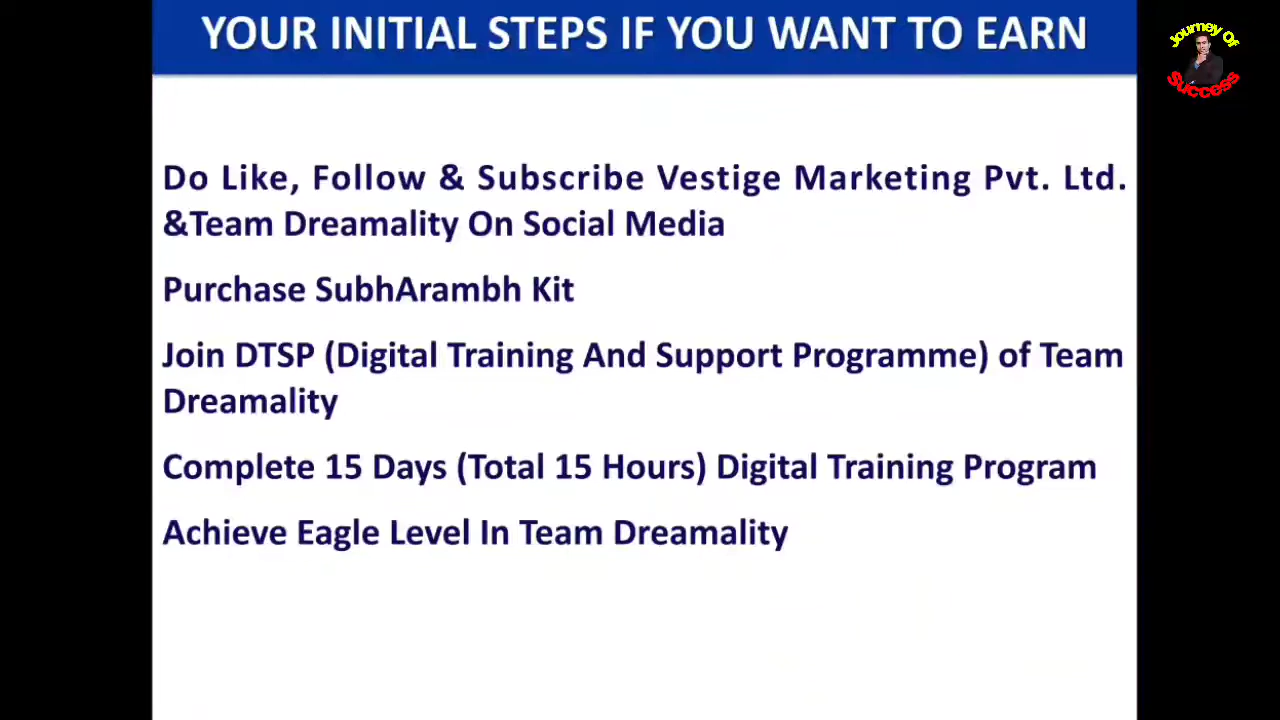 YOUR INITIAL STEPS IF YOU WANT TO EARN
Journey Of
Success
Do Like, Follow & Subscribe Vestige Marketing Pvt. Ltd.
&Team Dreamality On Social Media
Purchase SubhArambh Kit
Join DTSP (Digital Training And Support Programme) of Team
Dreamality
Complete 15 Days (Total 15 Hours) Digital Training Program
Achieve Eagle Level In Team Dreamality